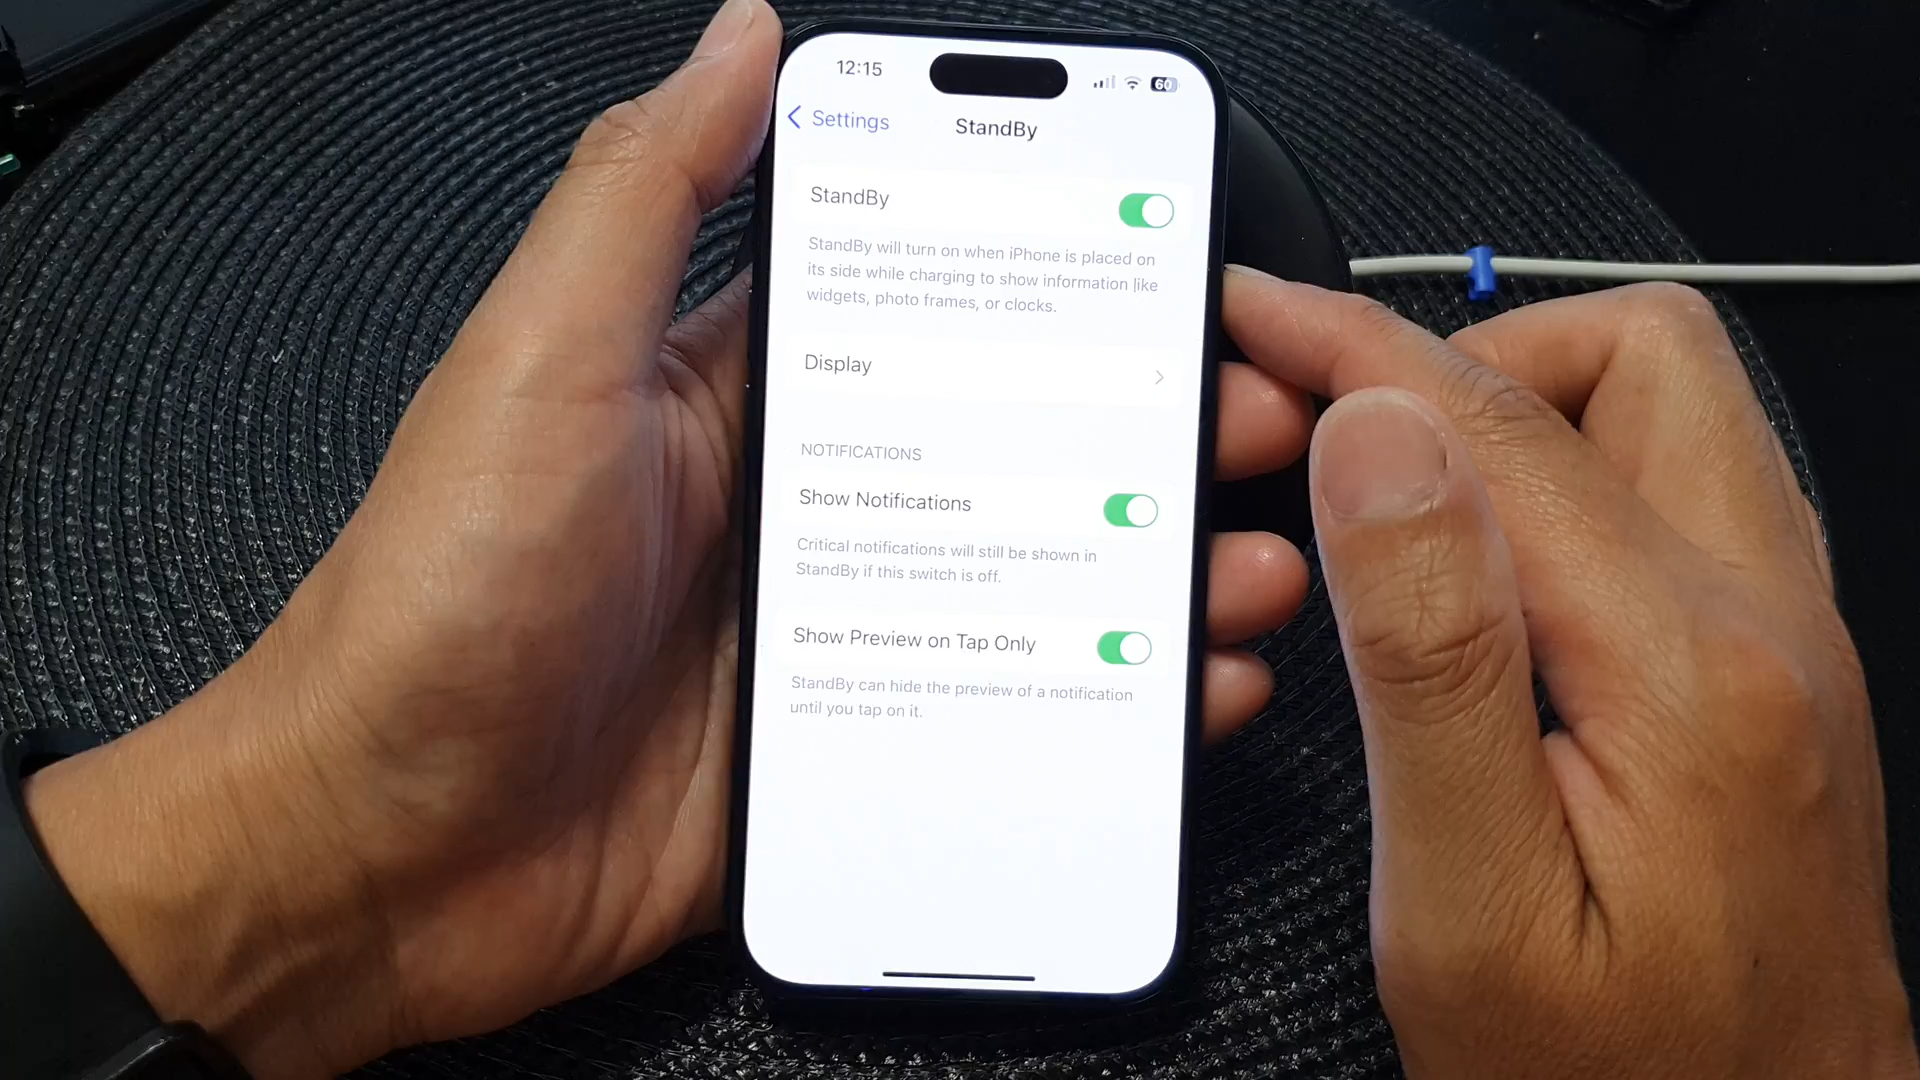 12:15
60
Settings
StandBy
StandBy
StandBy will turn on when iPhone is placed on
its side while charging to show information like
widgets, photo frames, or clocks.
Display
NOTIFICATIONS
Show Notifications
Critical notifications will still be shown in
StandBy if this switch is off.
Show Preview on Tap Only
StandBy can hide the preview of a notification
until you tap on it.